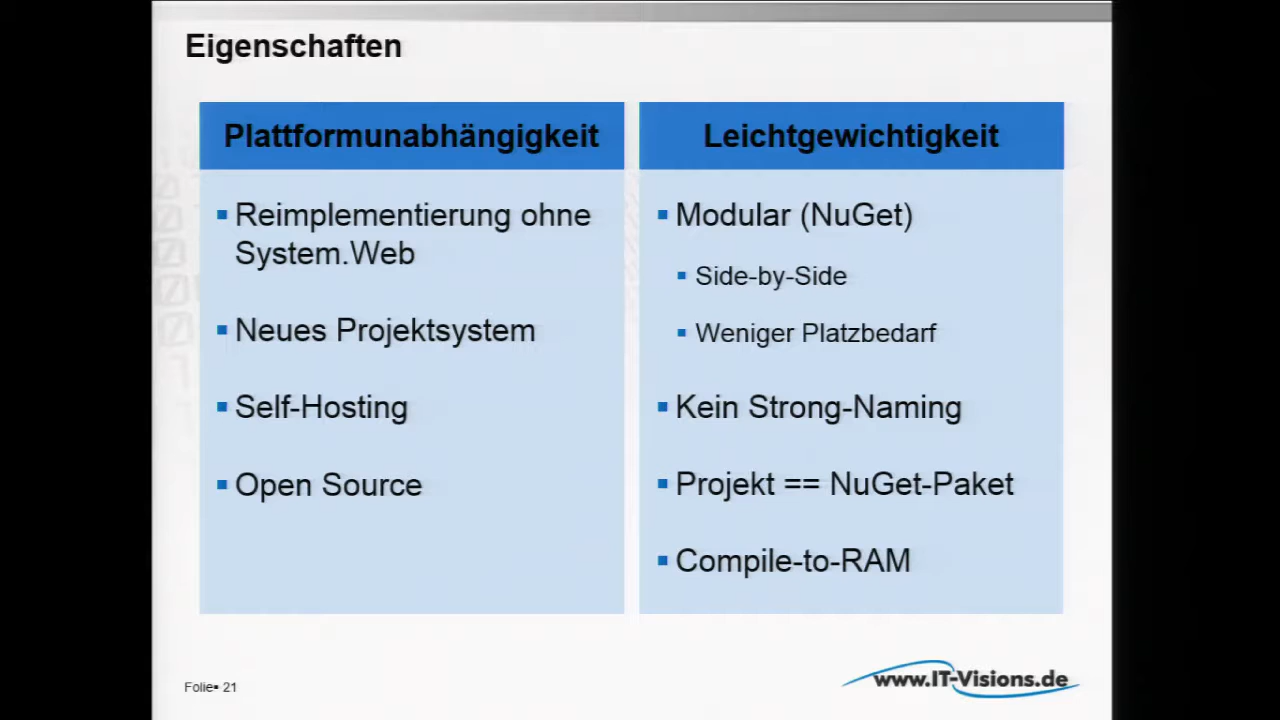 Eigenschaften
Plattformunabhängigkeit
Reimplementierung ohne
System.Web
Neues Projektsystem
Self-Hosting
Open Source
Leichtgewichtigkeit
Modular (NuGet)
Side-by-Side
Weniger Platzbedarf
Kein Strong-Naming
Projekt == NuGet-Paket
Compile-to-RAM
Folie▪ 21
www.IT-Visions.de